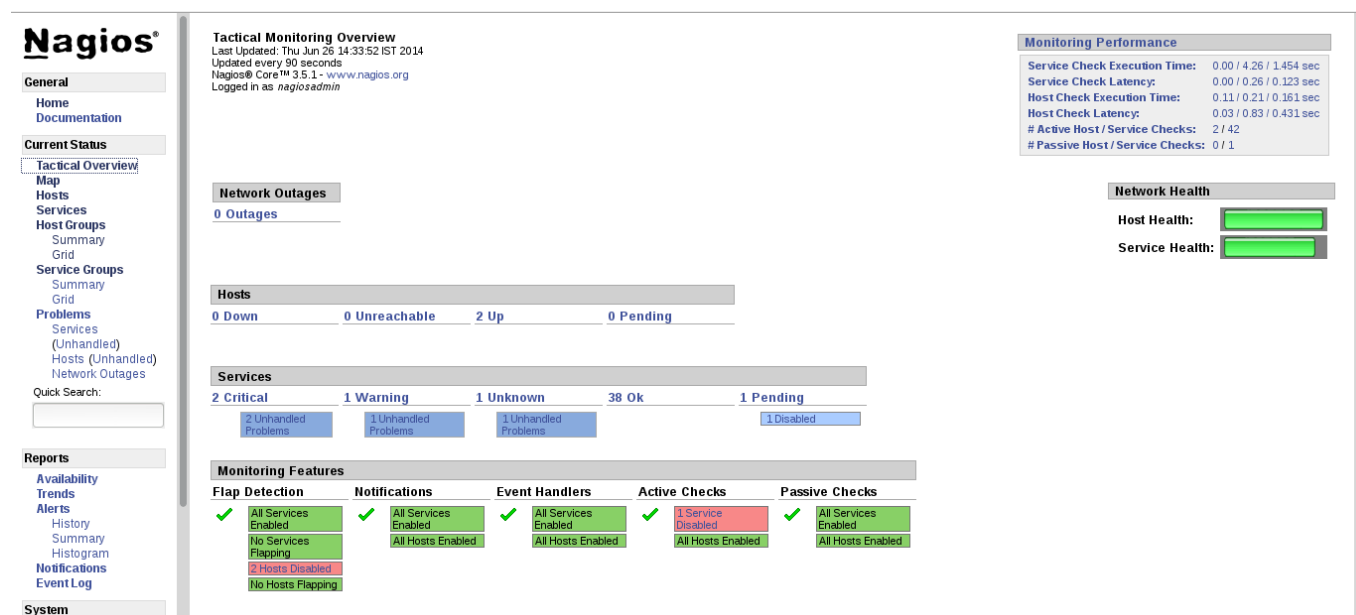 Nagios®
General
Home
Documentation
Current Status
Tactical Overview
Map
Hosts
Services
Host Groups
Summary
Grid
Service Groups
Summary
Grid
Problems
Services
(Unhandled)
Hosts (Unhandled)
Network Outages
Quick Search:
Reports
Availability
Trends
Alerts
History
Summary
Histogram
Notifications
Event Log
System
Tactical Monitoring Overview
Last Updated: Thu Jun 26 14:33:52 IST 2014
Updated every 90 seconds
Nagios® Core™ 3.5.1 - www.nagios.org
Logged in as nagiosadmin
Monitoring Performance
Service Check Execution Time: 0.00 / 4.26 / 1.454 sec
Service Check Latency: 0.00 / 0.26 / 0.123 sec
Host Check Execution Time: 0.11 / 0.21 / 0.161 sec
Host Check Latency: 0.03 / 0.83 / 0.431 sec
# Active Host / Service Checks: 2 / 42
# Passive Host / Service Checks: 0 / 1
Network Outages
0 Outages
Network Health
Host Health:
Service Health:
Hosts
0 Down 0 Unreachable 2 Up 0 Pending
Services
2 Critical 1 Warning 1 Unknown 38 Ok 1 Pending
2 Unhandled
Problems
1 Unhandled
Problems
1 Unhandled
Problems
1 Disabled
Monitoring Features
Flap Detection Notifications Event Handlers Active Checks Passive Checks
All Services
Enabled
No Services
Flapping
2 Hosts Disabled
No Hosts Flapping
All Services
Enabled
All Hosts Enabled
All Services
Enabled
All Hosts Enabled
1 Service
Disabled
All Hosts Enabled
All Services
Enabled
All Hosts Enabled